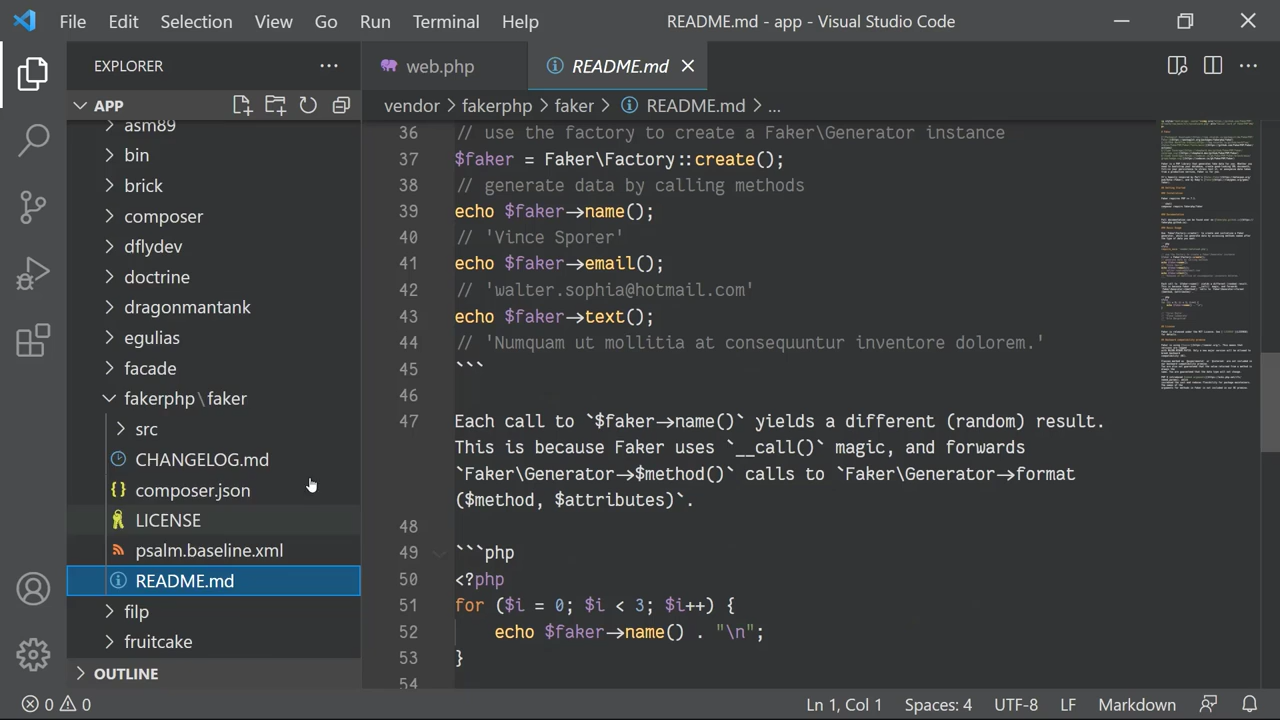 File Edit Selection View Go Run Terminal Help README.md - app - Visual Studio Code
EXPLORER
web.php
README.md
APP
vendor > fakerphp > faker > README.md > ...
asm89
bin
brick
composer
dflydev
doctrine
dragonmantank
egulias
facade
fakerphp\faker
src
CHANGELOG.md
composer.json
LICENSE
psalm.baseline.xml
README.md
filp
fruitcake
OUTLINE
36 // use the factory to create a Faker\Generator instance
37 $faker = Faker\Factory::create();
38 // generate data by calling methods
39 echo $faker->name();
40 // 'Vince Sporer'
41 echo $faker->email();
42 // 'walter.sophia@hotmail.com'
43 echo $faker->text();
44 // 'Numquam ut mollitia at consequuntur inventore dolorem.'
45 ```
46
47 Each call to `$faker->name()` yields a different (random) result.
This is because Faker uses `__call()` magic, and forwards
`Faker\Generator->$method()` calls to `Faker\Generator->format
($method, $attributes)`.
48
49 ```php
50 <?php
51 for ($i = 0; $i < 3; $i++) {
52 echo $faker->name() . "\n";
53 }
54
0 0
Ln 1, Col 1 Spaces: 4 UTF-8 LF Markdown